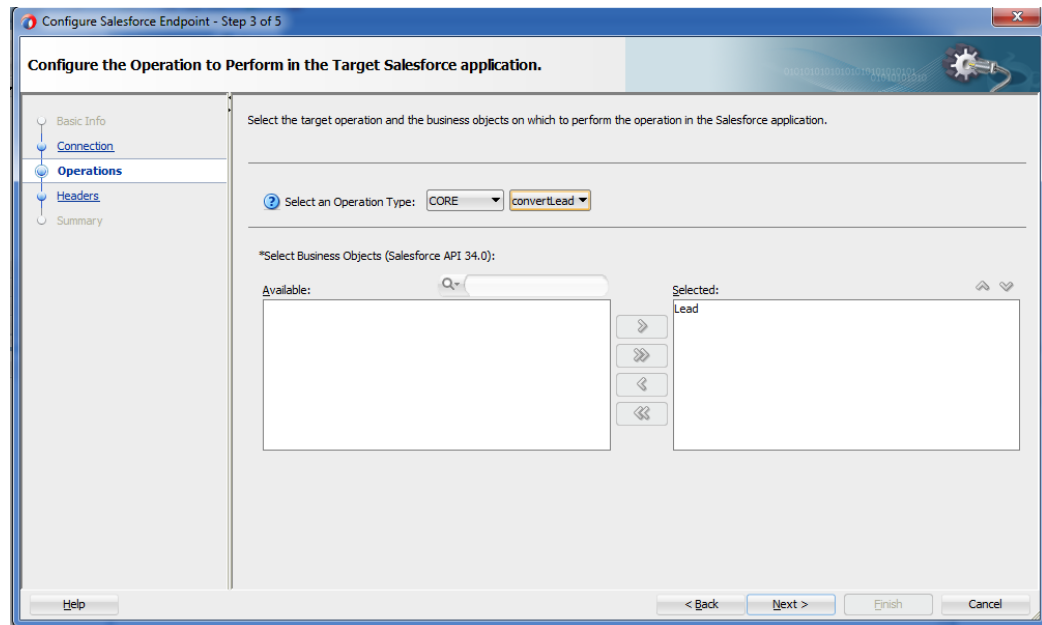 Configure Salesforce Endpoint - Step 3 of 5
Configure the Operation to Perform in the Target Salesforce application.
Basic Info
Connection
Operations
Headers
Summary
Select the target operation and the business objects on which to perform the operation in the Salesforce application.
Select an Operation Type: CORE convertLead
*Select Business Objects (Salesforce API 34.0):
Available:
Selected:
Lead
Help
< Back
Next >
Finish
Cancel